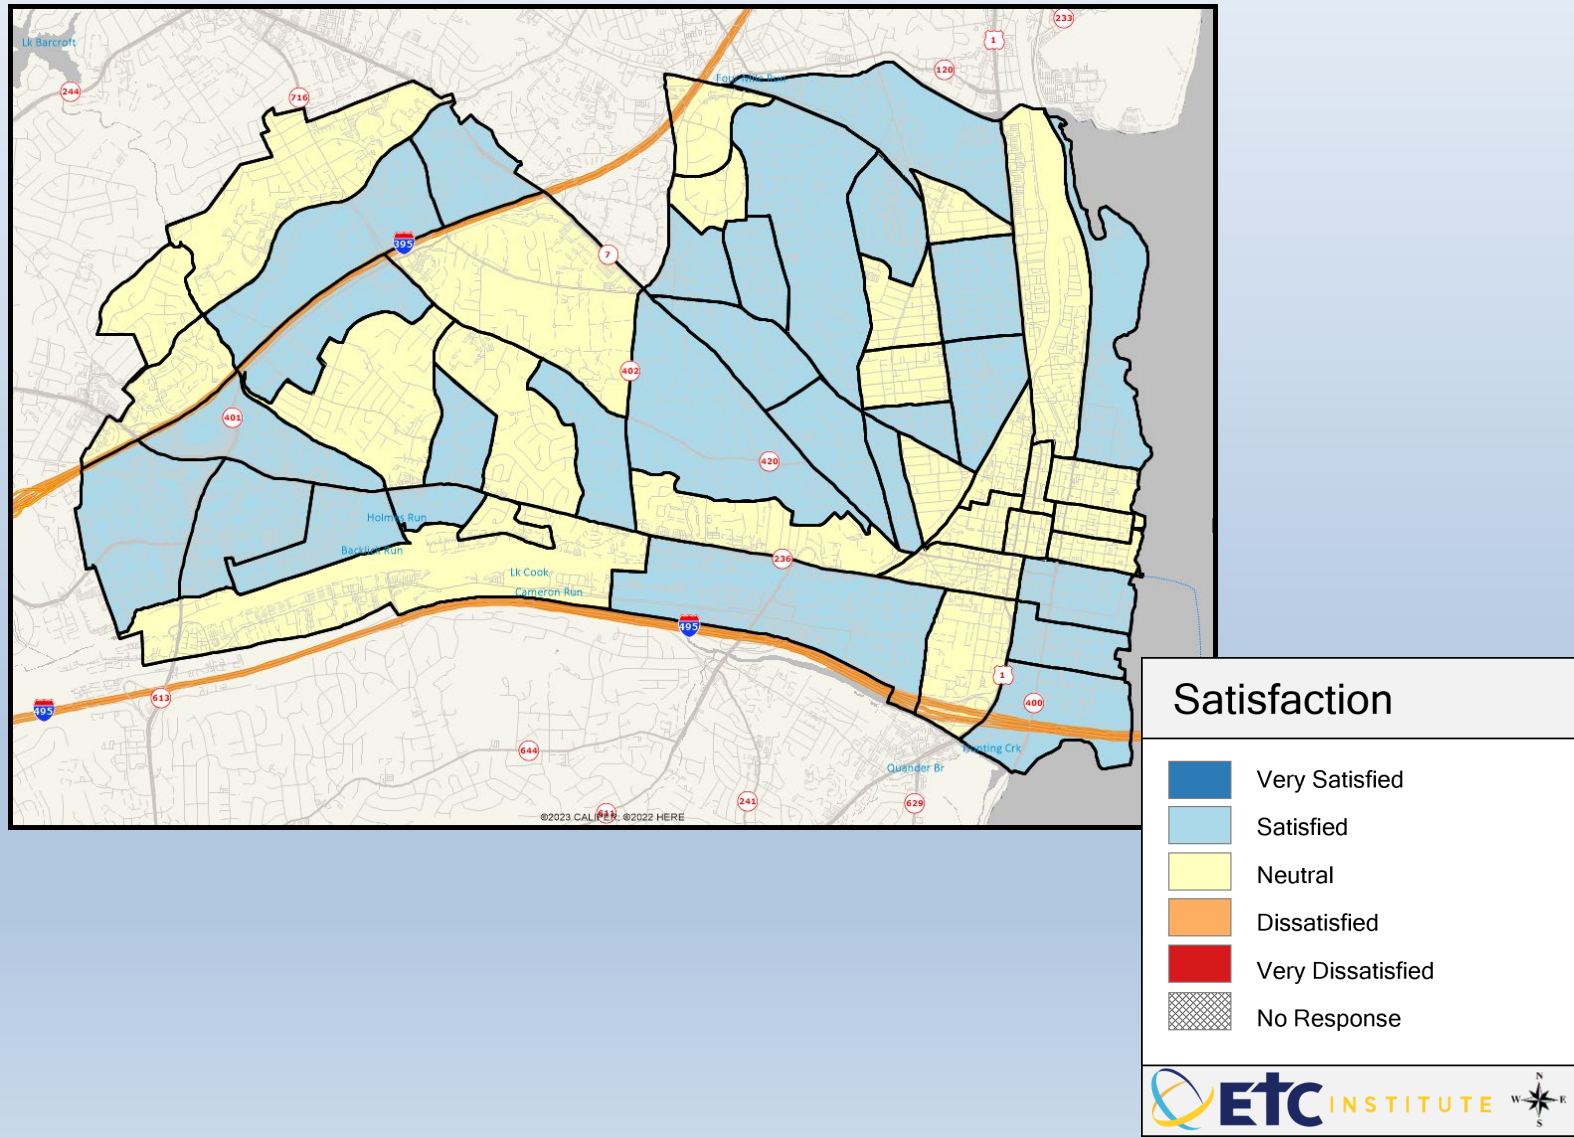 233
Lk Barcroft
1
120
Four Mile Run
244
716
395
7
402
401
420
Holmes Run
Backlick Run
236
Lk Cook
Cameron Run
495
1
613
400
495
644
Hunting Crk
Quander Br
241
629
611
©2023 CALIPER; ©2022 HERE
Satisfaction
Very Satisfied
Satisfied
Neutral
Dissatisfied
Very Dissatisfied
No Response
ETC INSTITUTE
N
W E
S